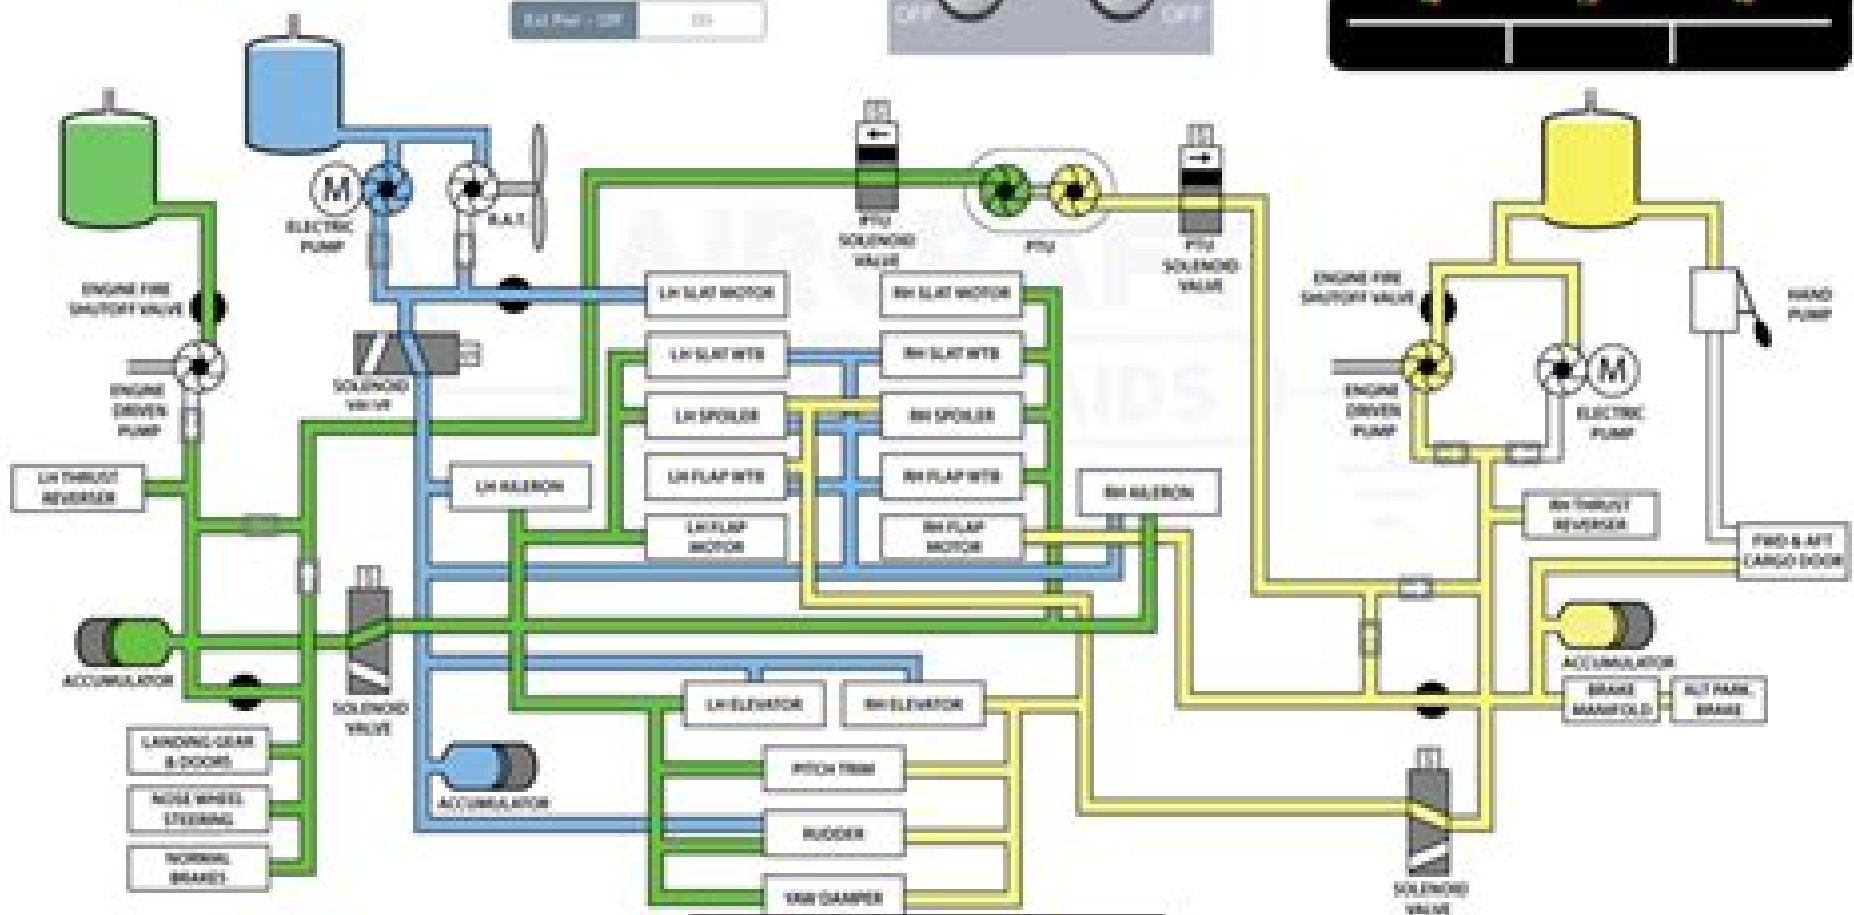 Ext Pwr - Off
On
OFF
OFF
M
ELECTRIC
PUMP
R.A.T.
S
PTU
SOLENOID
VALVE
PTU
S
PTU
SOLENOID
VALVE
ENGINE FIRE
SHUTOFF VALVE
ENGINE FIRE
SHUTOFF VALVE
HAND
PUMP
LH SLAT MOTOR
RH SLAT MOTOR
S
SOLENOID
VALVE
LH SLAT WTB
RH SLAT WTB
ENGINE
DRIVEN
PUMP
ENGINE
DRIVEN
PUMP
M
ELECTRIC
PUMP
LH SPOILER
RH SPOILER
LH THRUST
REVERSER
LH AILERON
LH FLAP WTB
RH FLAP WTB
RH AILERON
RH THRUST
REVERSER
LH FLAP
MOTOR
RH FLAP
MOTOR
FWD & AFT
CARGO DOOR
ACCUMULATOR
S
SOLENOID
VALVE
ACCUMULATOR
LH ELEVATOR
RH ELEVATOR
BRAKE
MANIFOLD
ALT PARK
BRAKE
LANDING GEAR
& DOORS
ACCUMULATOR
PITCH TRIM
NOSE WHEEL
STEERING
RUDDER
NORMAL
BRAKES
YAW DAMPER
S
SOLENOID
VALVE